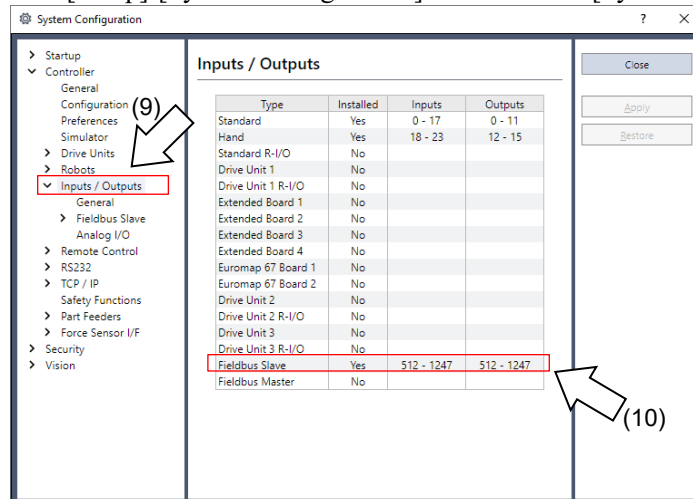 System Configuration
? ×
> Startup
Controller
General
Configuration
Preferences
Simulator
> Drive Units
> Robots
Inputs / Outputs
General
> Fieldbus Slave
Analog I/O
> Remote Control
> RS232
> TCP / IP
Safety Functions
> Part Feeders
> Force Sensor I/F
> Security
> Vision
(9)
Inputs / Outputs
Type Installed Inputs Outputs
Standard Yes 0 - 17 0 - 11
Hand Yes 18 - 23 12 - 15
Standard R-I/O No
Drive Unit 1 No
Drive Unit 1 R-I/O No
Extended Board 1 No
Extended Board 2 No
Extended Board 3 No
Extended Board 4 No
Euromap 67 Board 1 No
Euromap 67 Board 2 No
Drive Unit 2 No
Drive Unit 2 R-I/O No
Drive Unit 3 No
Drive Unit 3 R-I/O No
Fieldbus Slave Yes 512 - 1247 512 - 1247
Fieldbus Master No
Close
Apply
Restore
(10)